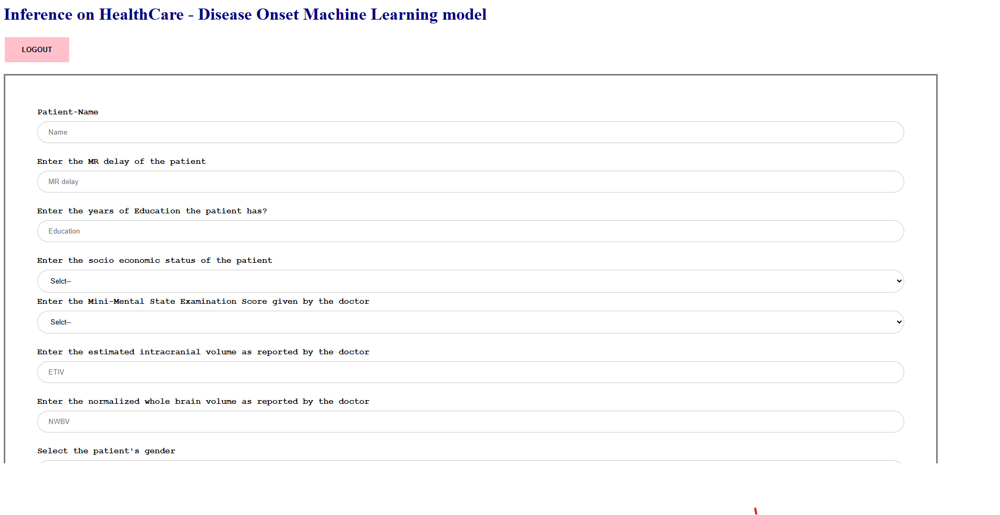 Inference on HealthCare - Disease Onset Machine Learning model
LOGOUT
Patient-Name
Name
Enter the MR delay of the patient
MR delay
Enter the years of Education the patient has?
Education
Enter the socio economic status of the patient
Selct--
Enter the Mini-Mental State Examination Score given by the doctor
Selct--
Enter the estimated intracranial volume as reported by the doctor
ETIV
Enter the normalized whole brain volume as reported by the doctor
NWBV
Select the patient's gender